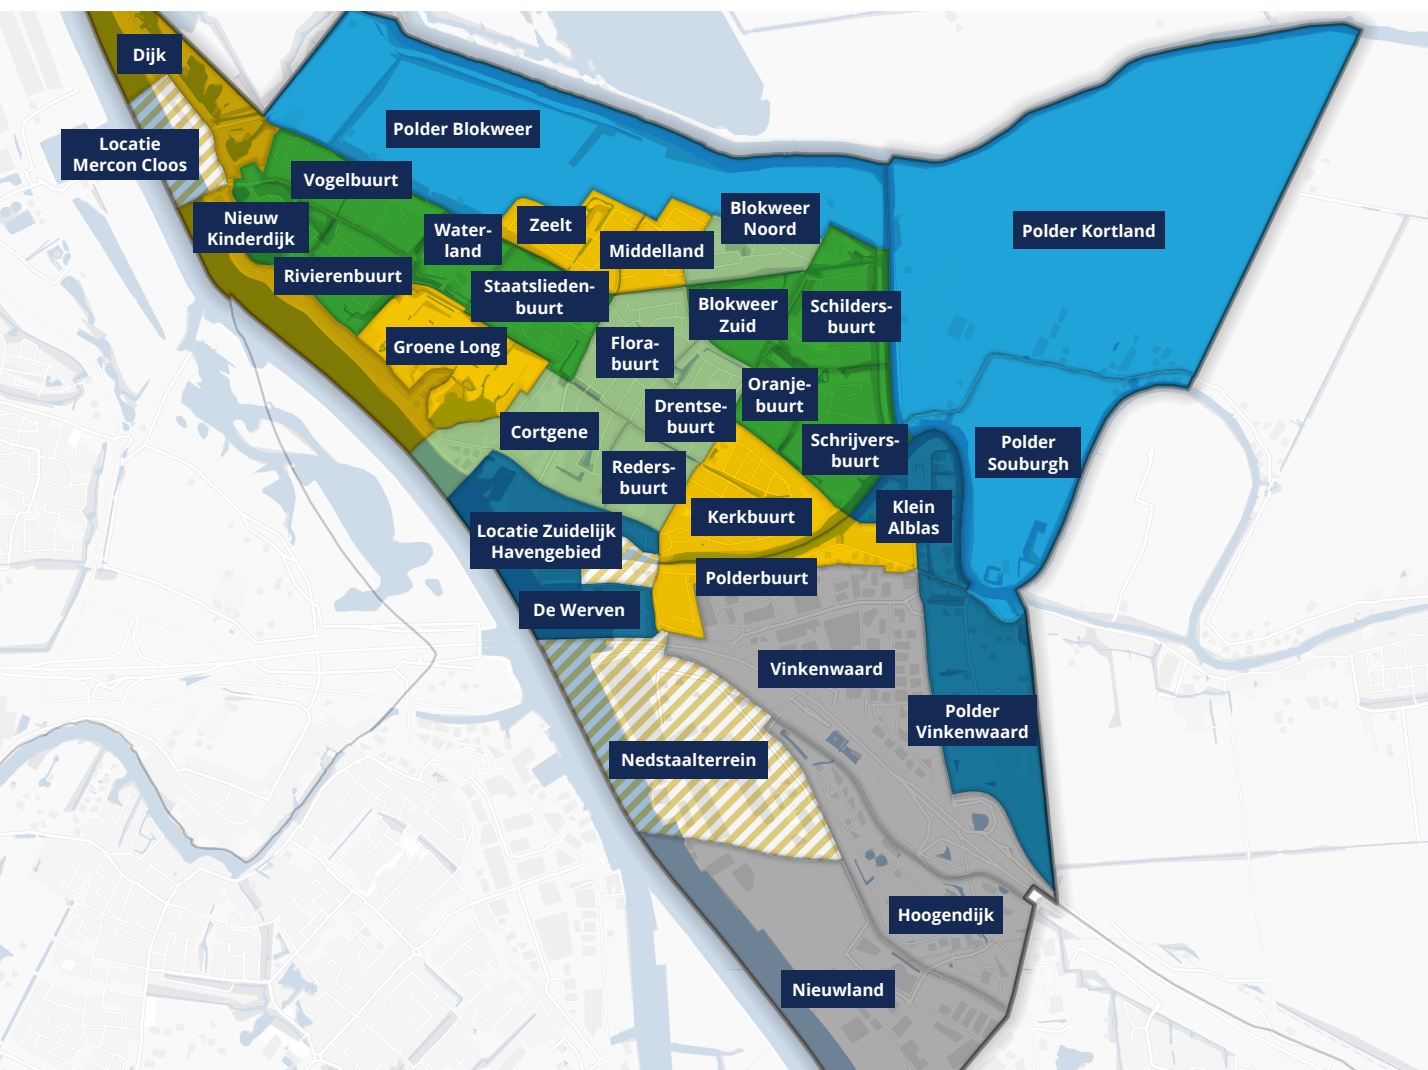 Dijk
Polder Blokweer
Locatie
Mercon Cloos
Vogelbuurt
Nieuw
Kinderdijk
Water-
land
Zeelt
Middelland
Blokweer
Noord
Polder Kortland
Rivierenbuurt
Staatslieden-
buurt
Blokweer
Zuid
Schilders-
buurt
Groene Long
Flora-
buurt
Oranje-
buurt
Drentse-
buurt
Cortgene
Schrijvers-
buurt
Polder
Souburgh
Reders-
buurt
Kerkbuurt
Klein
Alblas
Locatie Zuidelijk
Havengebied
Polderbuurt
De Werven
Vinkenwaard
Polder
Vinkenwaard
Nedstaalterrein
Hoogendijk
Nieuwland